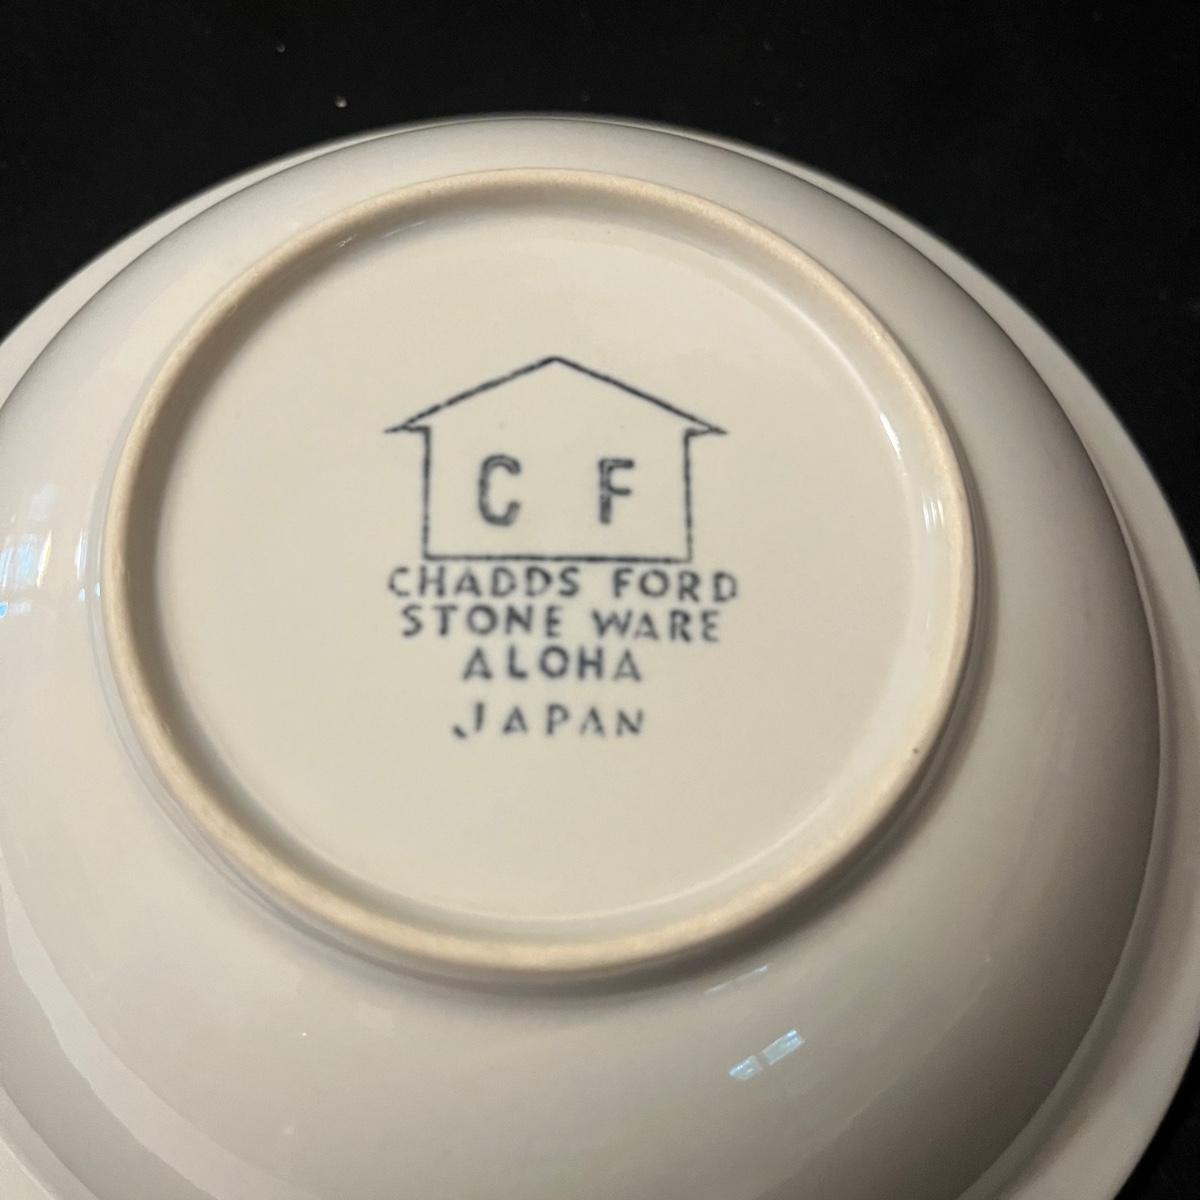 C F
CHADDS FORD
STONE WARE
ALOHA
JAPAN